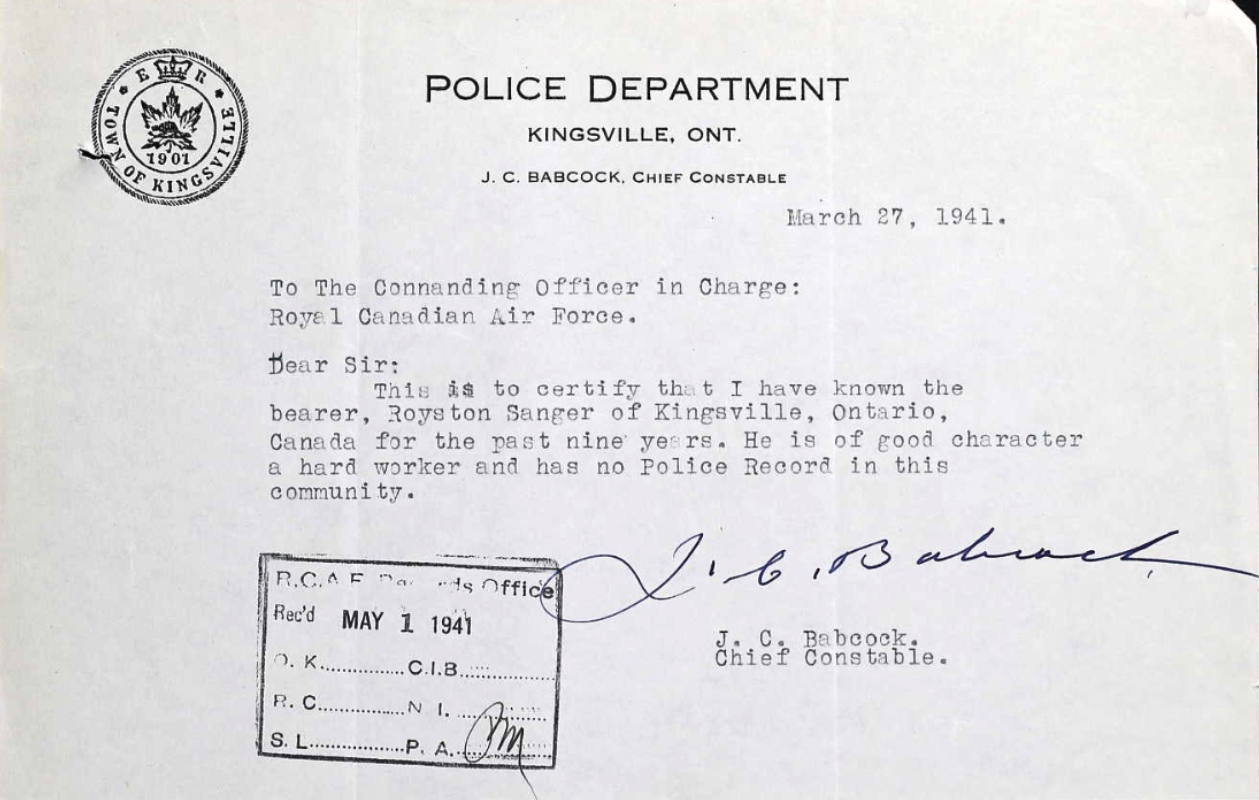 E R
TOWN OF KINGSVILLE
1901
POLICE DEPARTMENT
KINGSVILLE, ONT.
J. C. BABCOCK, CHIEF CONSTABLE
March 27, 1941.
To The Connanding Officer in Charge:
Royal Canadian Air Force.
Dear Sir:
This is to certify that I have known the
bearer, Royston Sanger of Kingsville, Ontario,
Canada for the past nine years. He is of good character
a hard worker and has no Police Record in this
community.
J. C. Babcock
J. C. Babcock.
Chief Constable.
R.C.A.F. Records Office
Rec'd MAY 1 1941
O. K...............C.I.B..................
R. C...............N I. ..................
S. L.................P. A..................